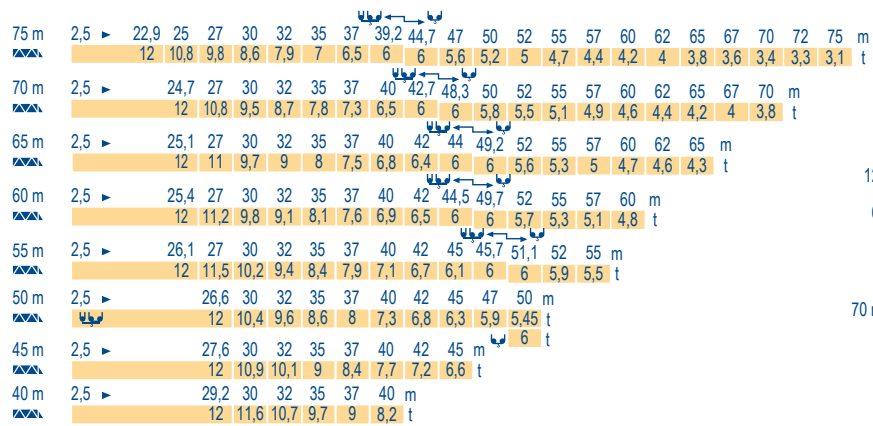 75 m 2,5 ► 22,9 25 27 30 32 35 37 39,2 44,7 47 50 52 55 57 60 62 65 67 70 72 75 m
12 10,8 9,8 8,6 7,9 7 6,5 6 6 5,6 5,2 5 4,7 4,4 4,2 4 3,8 3,6 3,4 3,3 3,1 t
70 m 2,5 ► 24,7 27 30 32 35 37 40 42,7 48,3 50 52 55 57 60 62 65 67 70 m
12 10,8 9,5 8,7 7,8 7,3 6,5 6 6 5,8 5,5 5,1 4,9 4,6 4,4 4,2 4 3,8 t
65 m 2,5 ► 25,1 27 30 32 35 37 40 42 44 49,2 52 55 57 60 62 65 m
12 11 9,7 9 8 7,5 6,8 6,4 6 6 5,6 5,3 5 4,7 4,6 4,3 t
12
60 m 2,5 ► 25,4 27 30 32 35 37 40 42 44,5 49,7 52 55 57 60 m
12 11,2 9,8 9,1 8,1 7,6 6,9 6,5 6 6 5,7 5,3 5,1 4,8 t
55 m 2,5 ► 26,1 27 30 32 35 37 40 42 45 45,7 51,1 52 55 m
12 11,5 10,2 9,4 8,4 7,9 7,1 6,7 6,1 6 6 5,9 5,5 t
50 m 2,5 ► 26,6 30 32 35 37 40 42 45 47 50 m
70
12 10,4 9,6 8,6 8 7,3 6,8 6,3 5,9 5,45 t
6 t
45 m 2,5 ► 27,6 30 32 35 37 40 42 45 m
12 10,9 10,1 9 8,4 7,7 7,2 6,6 t
40 m 2,5 ► 29,2 30 32 35 37 40 m
12 11,6 10,7 9,7 9 8,2 t